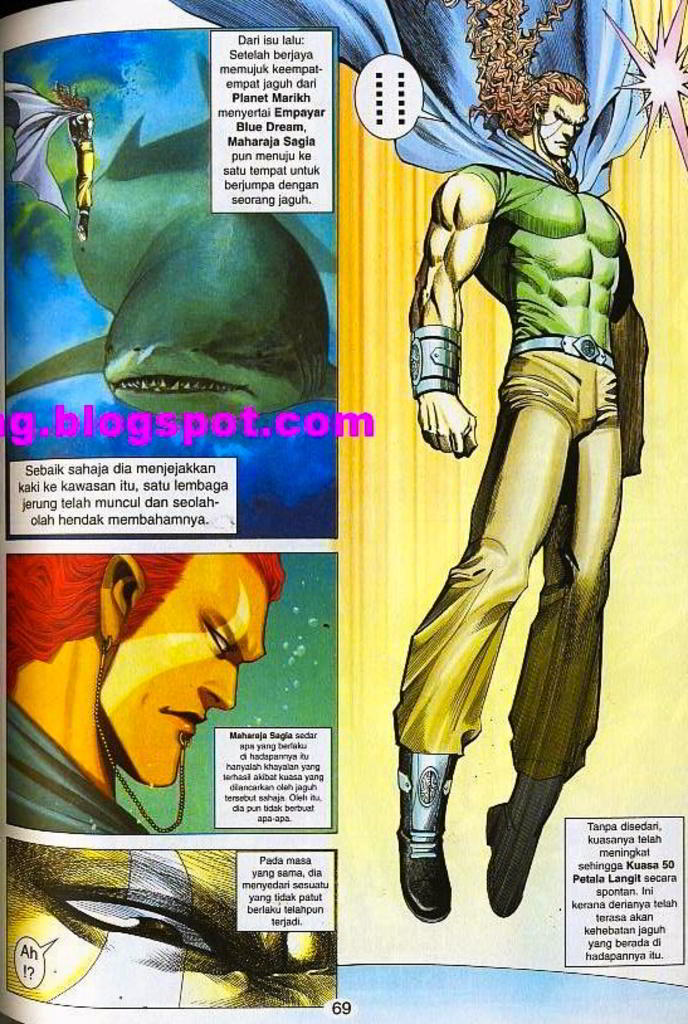 Dari isu lalu:
Setelah berjaya
memujuk keempat-
empat jaguh dari
Planet Marikh
menyertai Empayar
Blue Dream,
Maharaja Sagia
pun menuju ke
satu tempat untuk
berjumpa dengan
seorang jaguh.
g.blogspot.com
Sebaik sahaja dia menjejakkan
kaki ke kawasan itu, satu lembaga
jerung telah muncul dan seolah-
olah hendak membahamnya.
Maharaja Sagia sedar
apa yang berlaku
di hadapannya itu
hanyalah khayalan yang
terhasil akibat kuasa yang
dilancarkan oleh jaguh
tersebut sahaja. Oleh itu,
dia pun tidak berbuat
apa-apa.
Pada masa
yang sama, dia
menyedari sesuatu
yang tidak patut
berlaku telahpun
terjadi.
Ah
!?
Tanpa disedari,
kuasanya telah
meningkat
sehingga Kuasa 50
Petala Langit secara
spontan. Ini
kerana derianya telah
terasa akan
kehebatan jaguh
yang berada di
hadapannya itu.
69